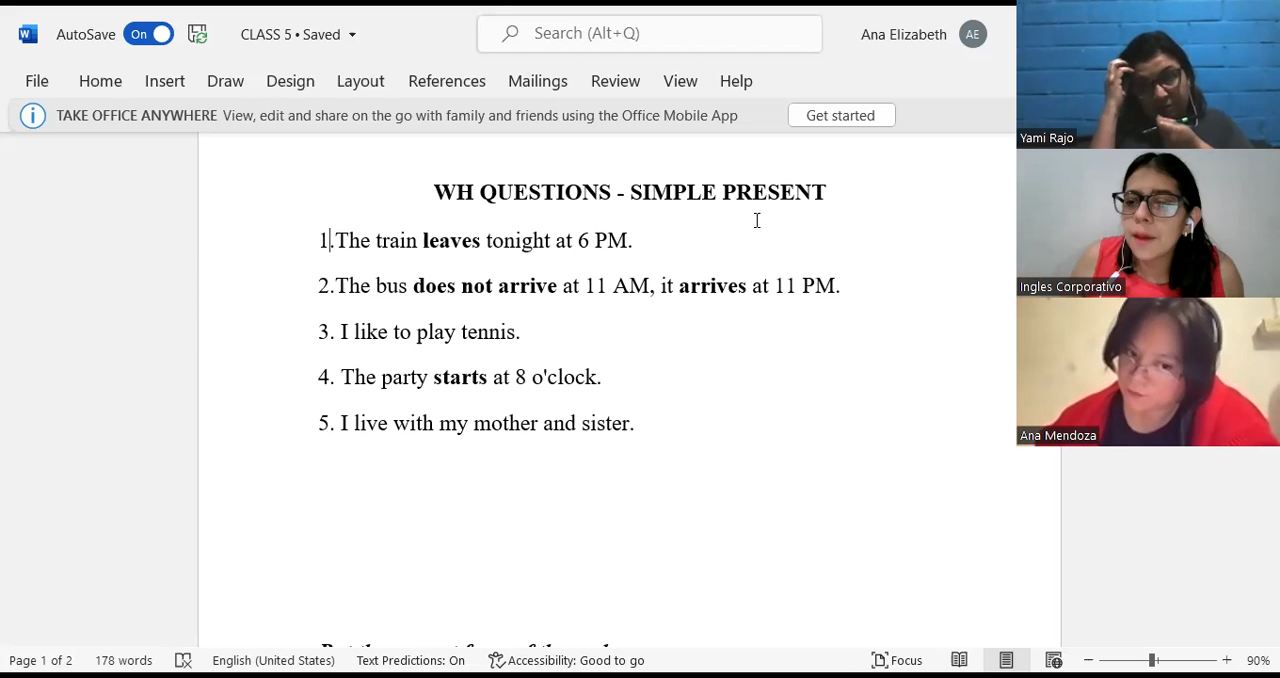 AutoSave On CLASS 5 • Saved Search (Alt+Q) Ana Elizabeth AE
File Home Insert Draw Design Layout References Mailings Review View Help
TAKE OFFICE ANYWHERE View, edit and share on the go with family and friends using the Office Mobile App Get started
WH QUESTIONS - SIMPLE PRESENT
1.The train leaves tonight at 6 PM.
2.The bus does not arrive at 11 AM, it arrives at 11 PM.
3. I like to play tennis.
4. The party starts at 8 o'clock.
5. I live with my mother and sister.
Yami Rajo
Ingles Corporativo
Ana Mendoza
Page 1 of 2 178 words English (United States) Text Predictions: On Accessibility: Good to go Focus 90%